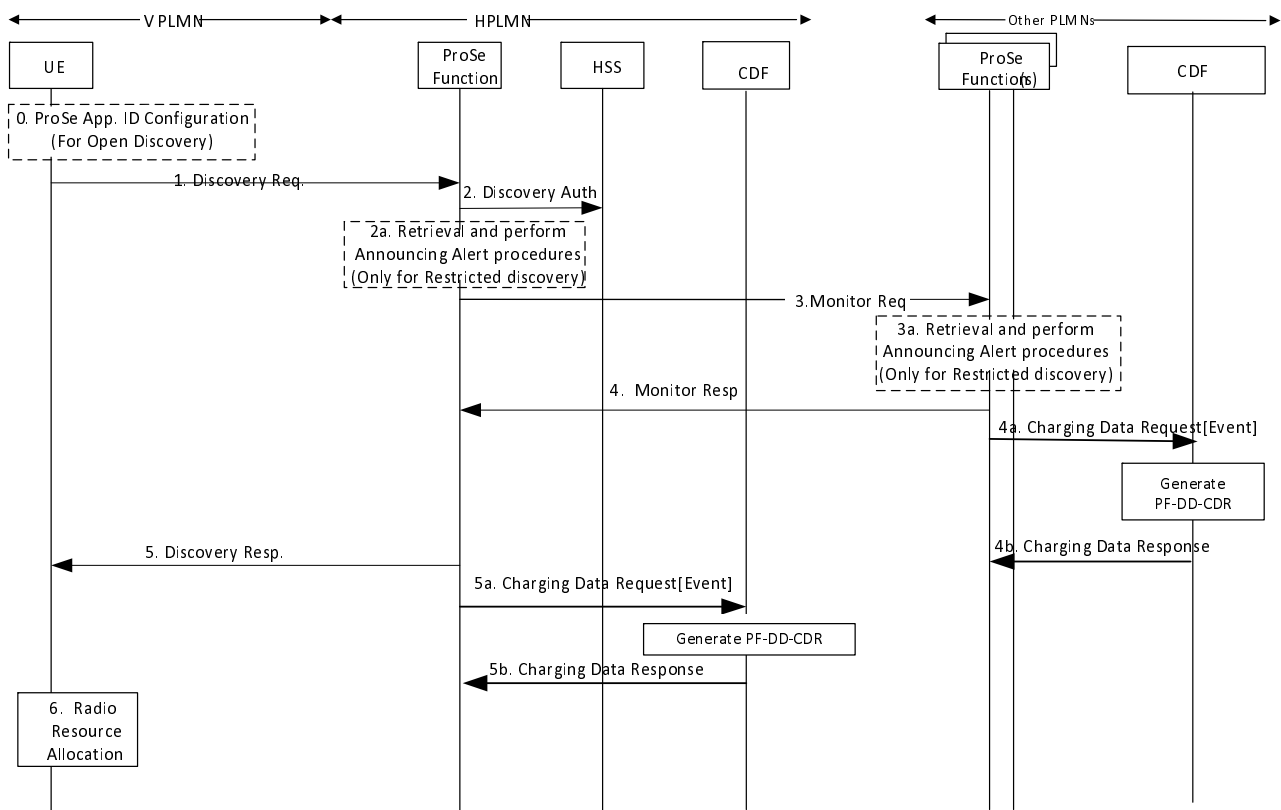 VPLMN
HPLMN
Other PLMNs
UE
ProSe
Function
HSS
CDF
ProSe
Function(s)
CDF
0. ProSe App. ID Configuration
(For Open Discovery)
1. Discovery Req.
2. Discovery Auth
2a. Retrieval and perform
Announcing Alert procedures
(Only for Restricted discovery)
3.Monitor Req
3a. Retrieval and perform
Announcing Alert procedures
(Only for Restricted discovery)
4. Monitor Resp
4a. Charging Data Request[Event]
Generate
PF-DD-CDR
4b. Charging Data Response
5. Discovery Resp.
5a. Charging Data Request[Event]
Generate PF-DD-CDR
5b. Charging Data Response
6. Radio
Resource
Allocation